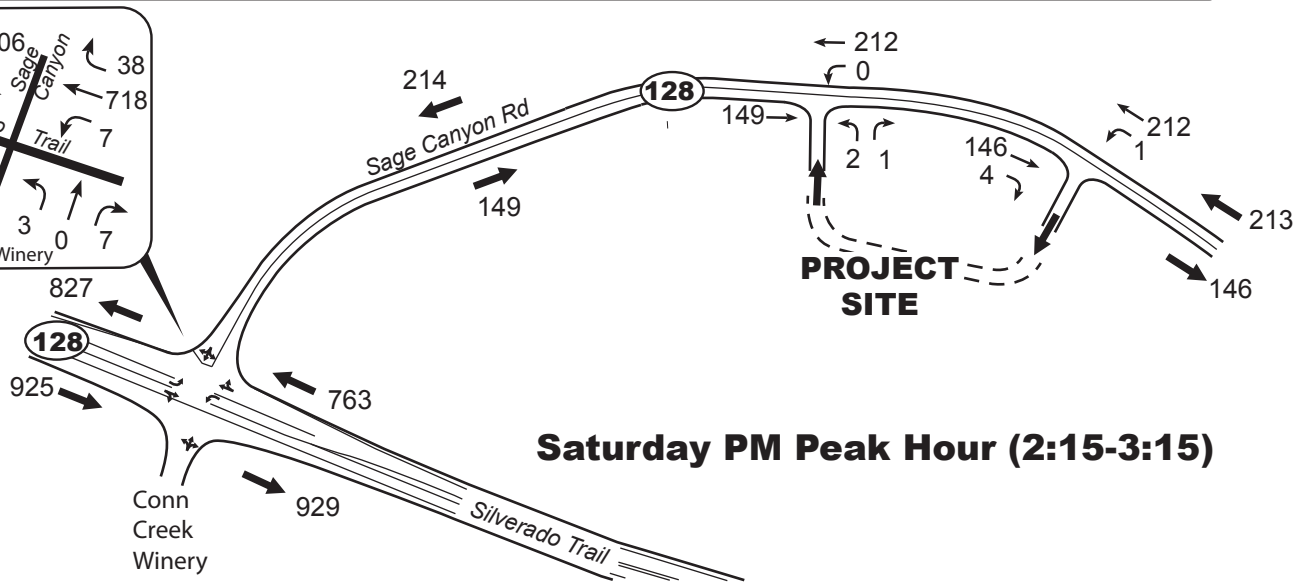 06
Sage
Canyon
38
718
7
Trail
3
0
7
Winery
214
Sage Canyon Rd
149
128
212
0
149
2 1
146
4
212
1
213
146
PROJECT
SITE
827
128
925
763
929
Conn
Creek
Winery
Silverado Trail
Saturday PM Peak Hour (2:15-3:15)